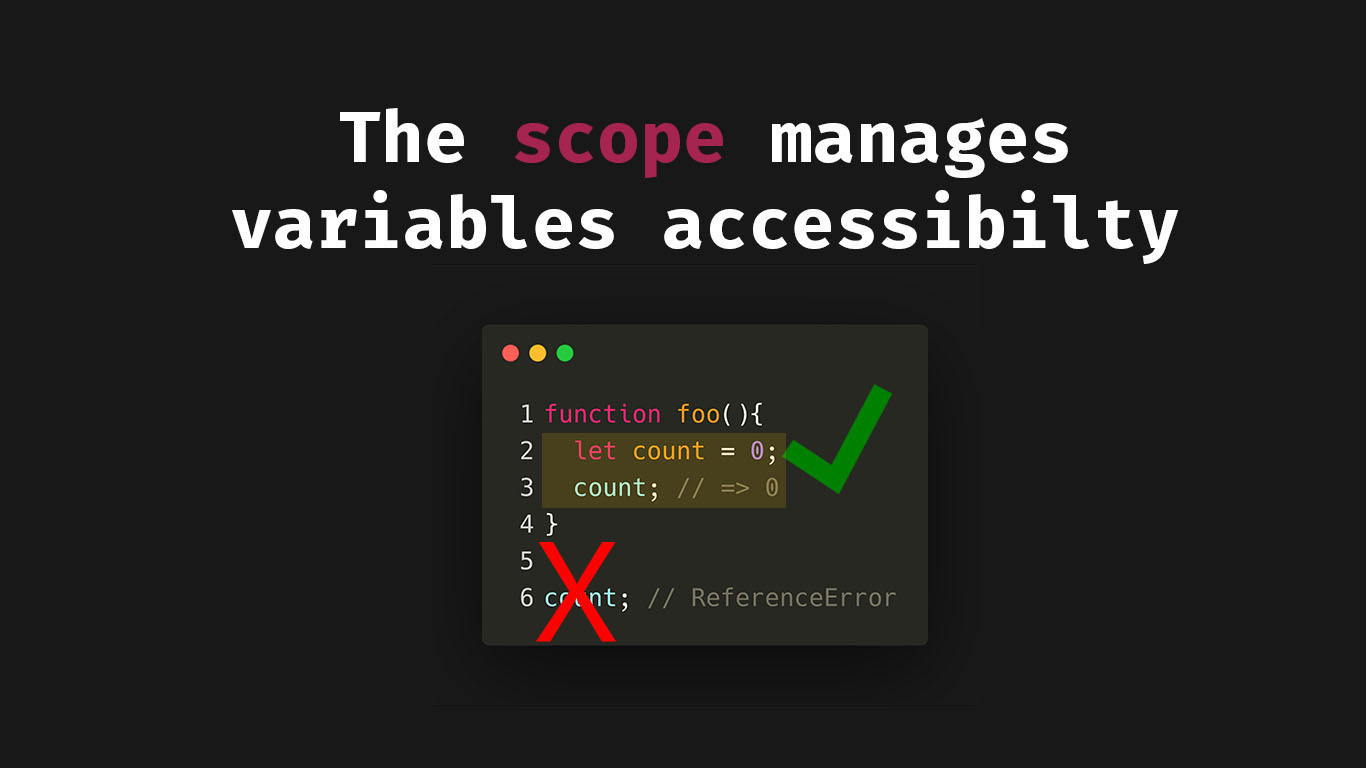 The scope manages
variables accessibilty
1 function foo(){
2   let count = 0;
3   count; // => 0
4 }
5
6 count; // ReferenceError